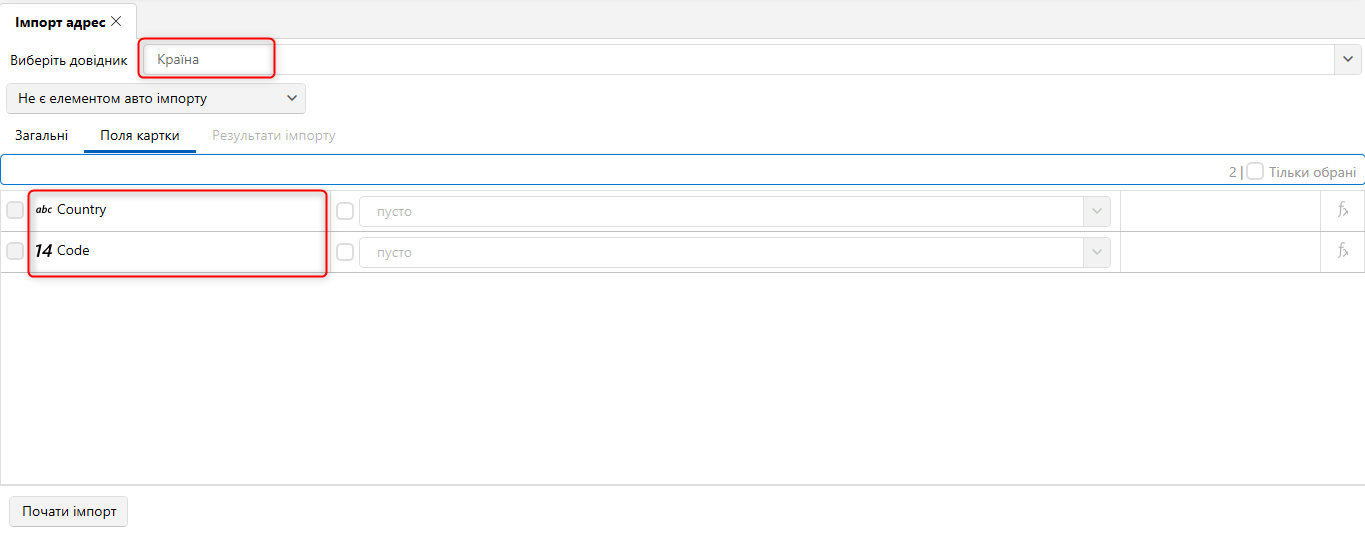 Імпорт адрес
Виберіть довідник Країна
Не є елементом авто імпорту
Загальні Поля картки Результати імпорту
2 | Тільки обрані
abc Country пусто
14 Code пусто
Почати імпорт